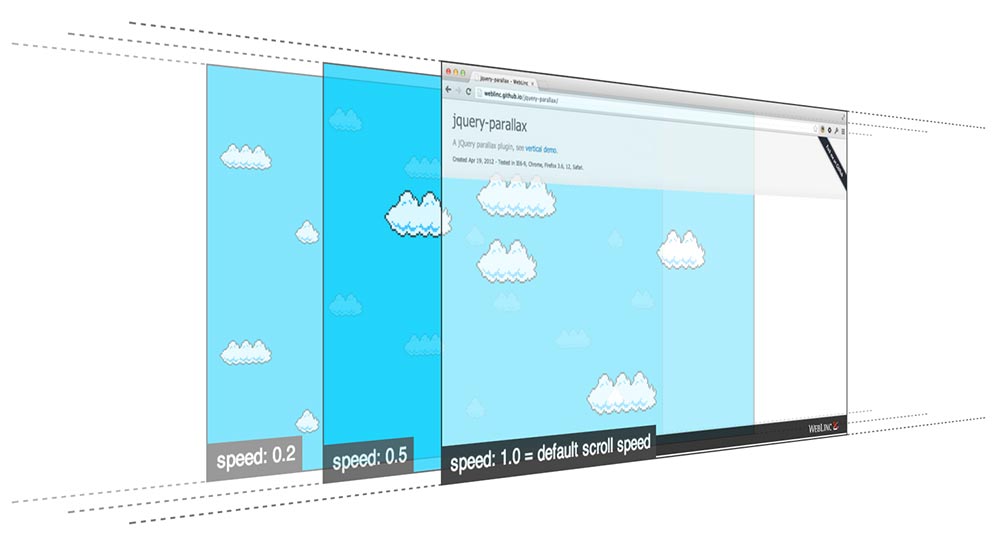 jquery-parallax - WebLinc
weblinc.github.io/jquery-parallax/
jquery-parallax
A jQuery parallax plugin, see vertical demo.
Created Apr 19, 2012 - Tested in IE6-9, Chrome, Firefox 3.6, 12, Safari.
WEBLINC
speed: 0.2
speed: 0.5
speed: 1.0 = default scroll speed